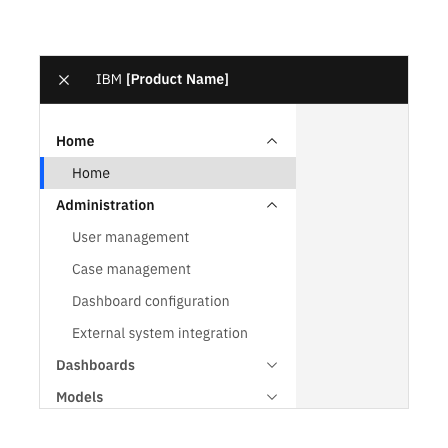 IBM [Product Name]
Home
Home
Administration
User management
Case management
Dashboard configuration
External system integration
Dashboards
Models